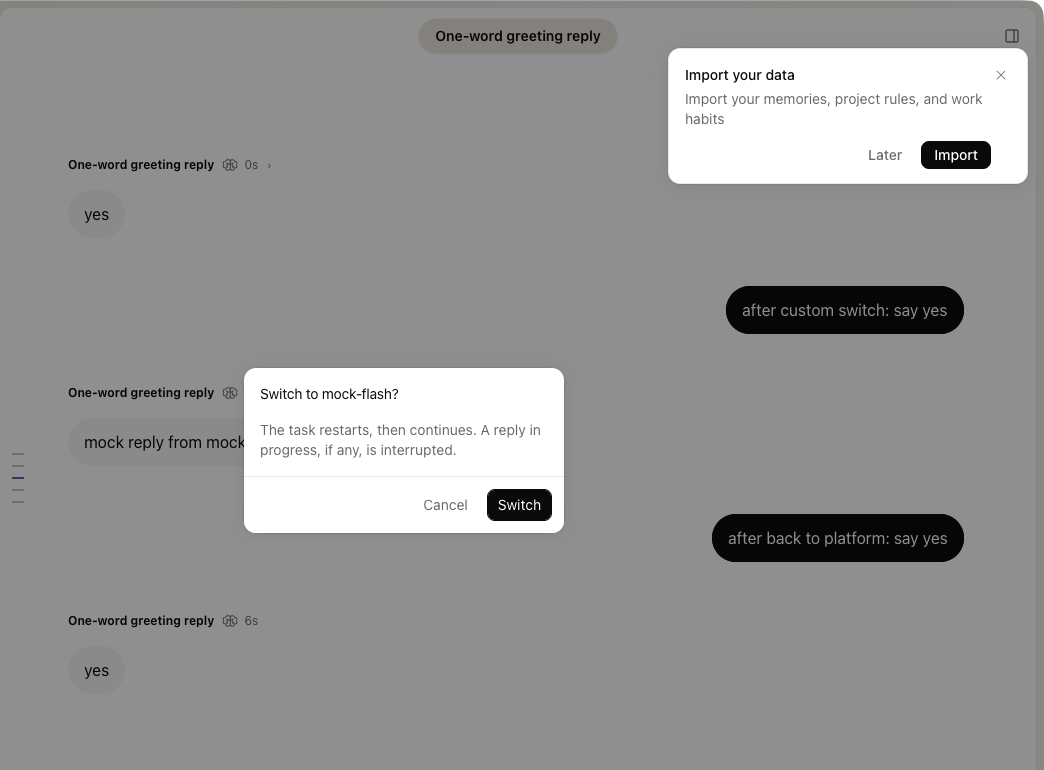 One-word greeting reply
Import your data
Import your memories, project rules, and work
habits
Later
Import
One-word greeting reply 0s ›
yes
after custom switch: say yes
One-word greeting reply
mock reply from mock
Switch to mock-flash?
The task restarts, then continues. A reply in
progress, if any, is interrupted.
Cancel
Switch
after back to platform: say yes
One-word greeting reply 6s
yes